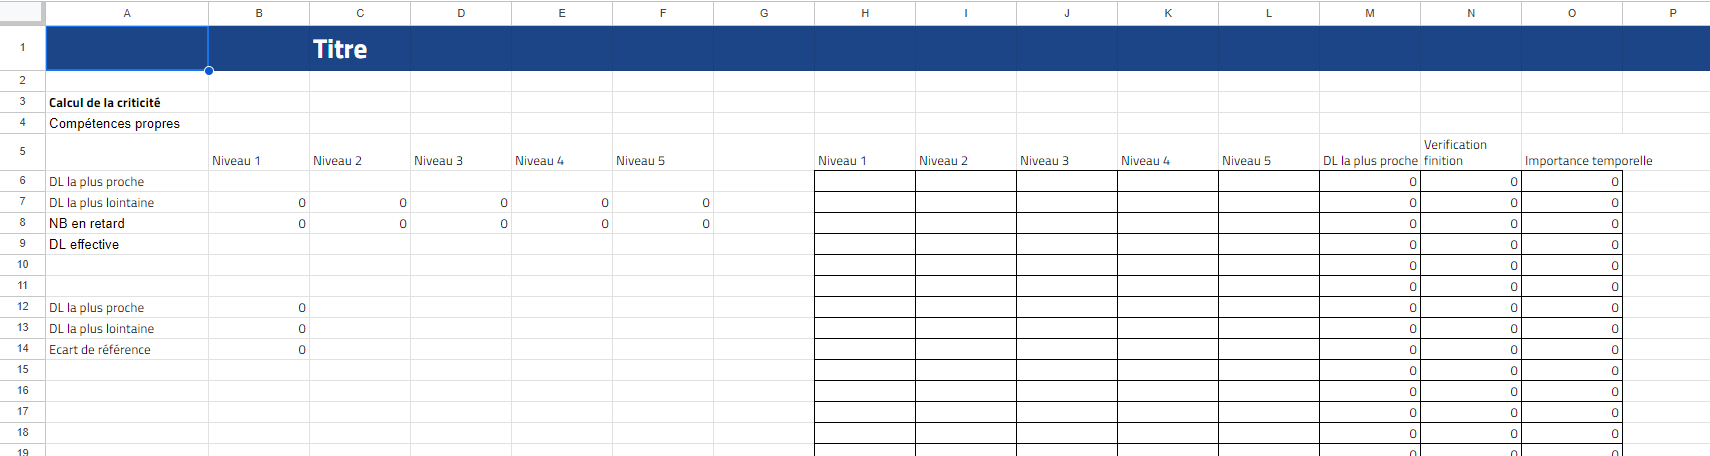 A B C D E F G H I J K L M N O P
1 Titre
2
3 Calcul de la criticité
4 Compétences propres
Verification
5 Niveau 1 Niveau 2 Niveau 3 Niveau 4 Niveau 5 Niveau 1 Niveau 2 Niveau 3 Niveau 4 Niveau 5 DL la plus proche finition Importance temporelle
6 DL la plus proche 0 0 0
7 DL la plus lointaine 0 0 0 0 0 0 0 0
8 NB en retard 0 0 0 0 0 0 0 0
9 DL effective 0 0 0
10 0 0 0
11 0 0 0
12 DL la plus proche 0 0 0 0
13 DL la plus lointaine 0 0 0 0
14 Ecart de référence 0 0 0 0
15 0 0 0
16 0 0 0
17 0 0 0
18 0 0 0
19 0 0 0